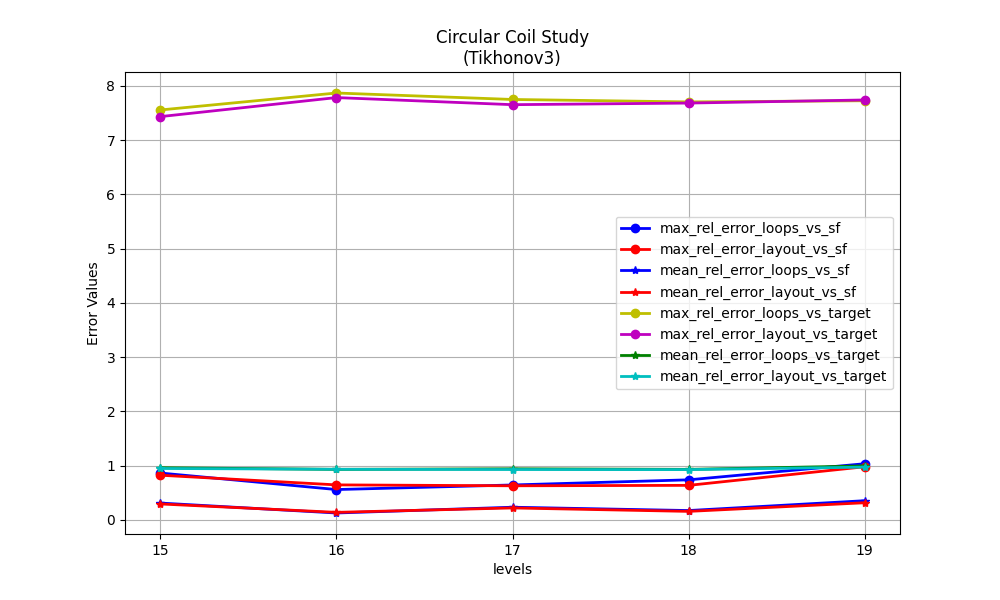 Circular Coil Study
(Tikhonov3)
8
7
6
5
4
3
2
1
0
Error Values
max_rel_error_loops_vs_sf
max_rel_error_layout_vs_sf
mean_rel_error_loops_vs_sf
mean_rel_error_layout_vs_sf
max_rel_error_loops_vs_target
max_rel_error_layout_vs_target
mean_rel_error_loops_vs_target
mean_rel_error_layout_vs_target
15 16 17 18 19
levels